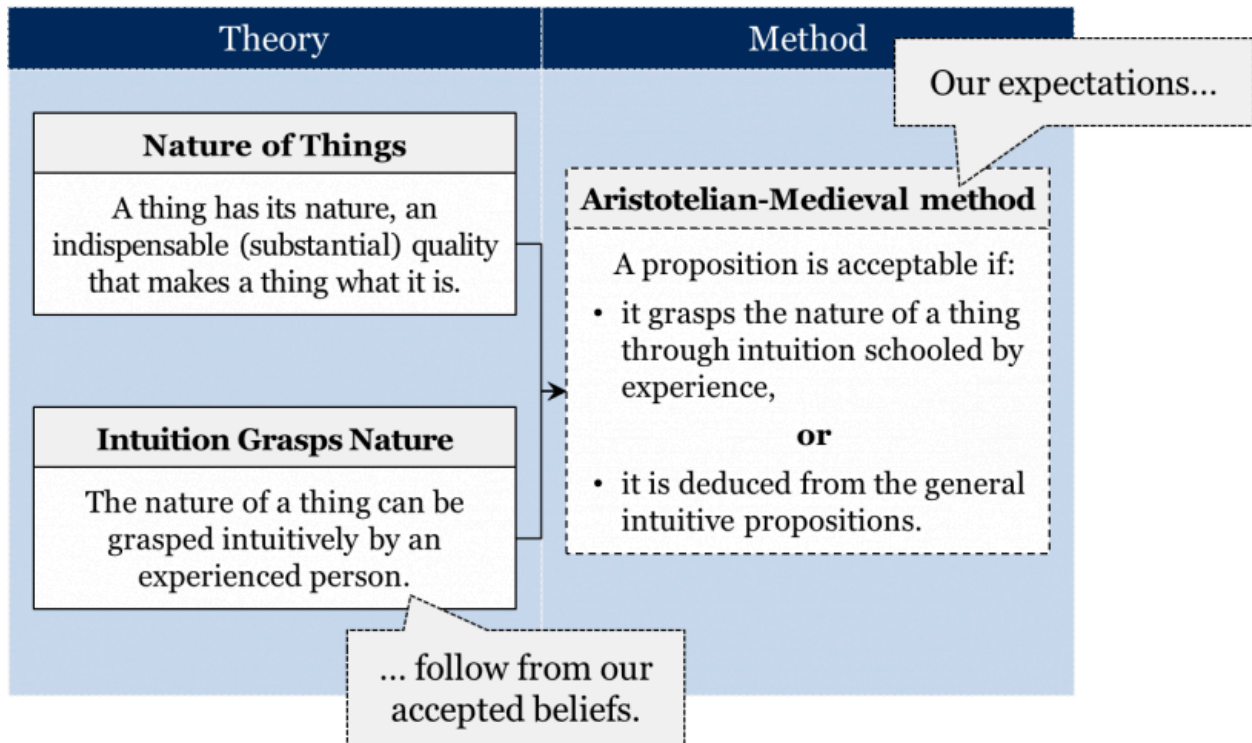 Theory
Method
Our expectations...
Nature of Things
A thing has its nature, an
indispensable (substantial) quality
that makes a thing what it is.
Aristotelian-Medieval method
A proposition is acceptable if:
• it grasps the nature of a thing
through intuition schooled by
experience,
or
• it is deduced from the general
intuitive propositions.
Intuition Grasps Nature
The nature of a thing can be
grasped intuitively by an
experienced person.
... follow from our
accepted beliefs.